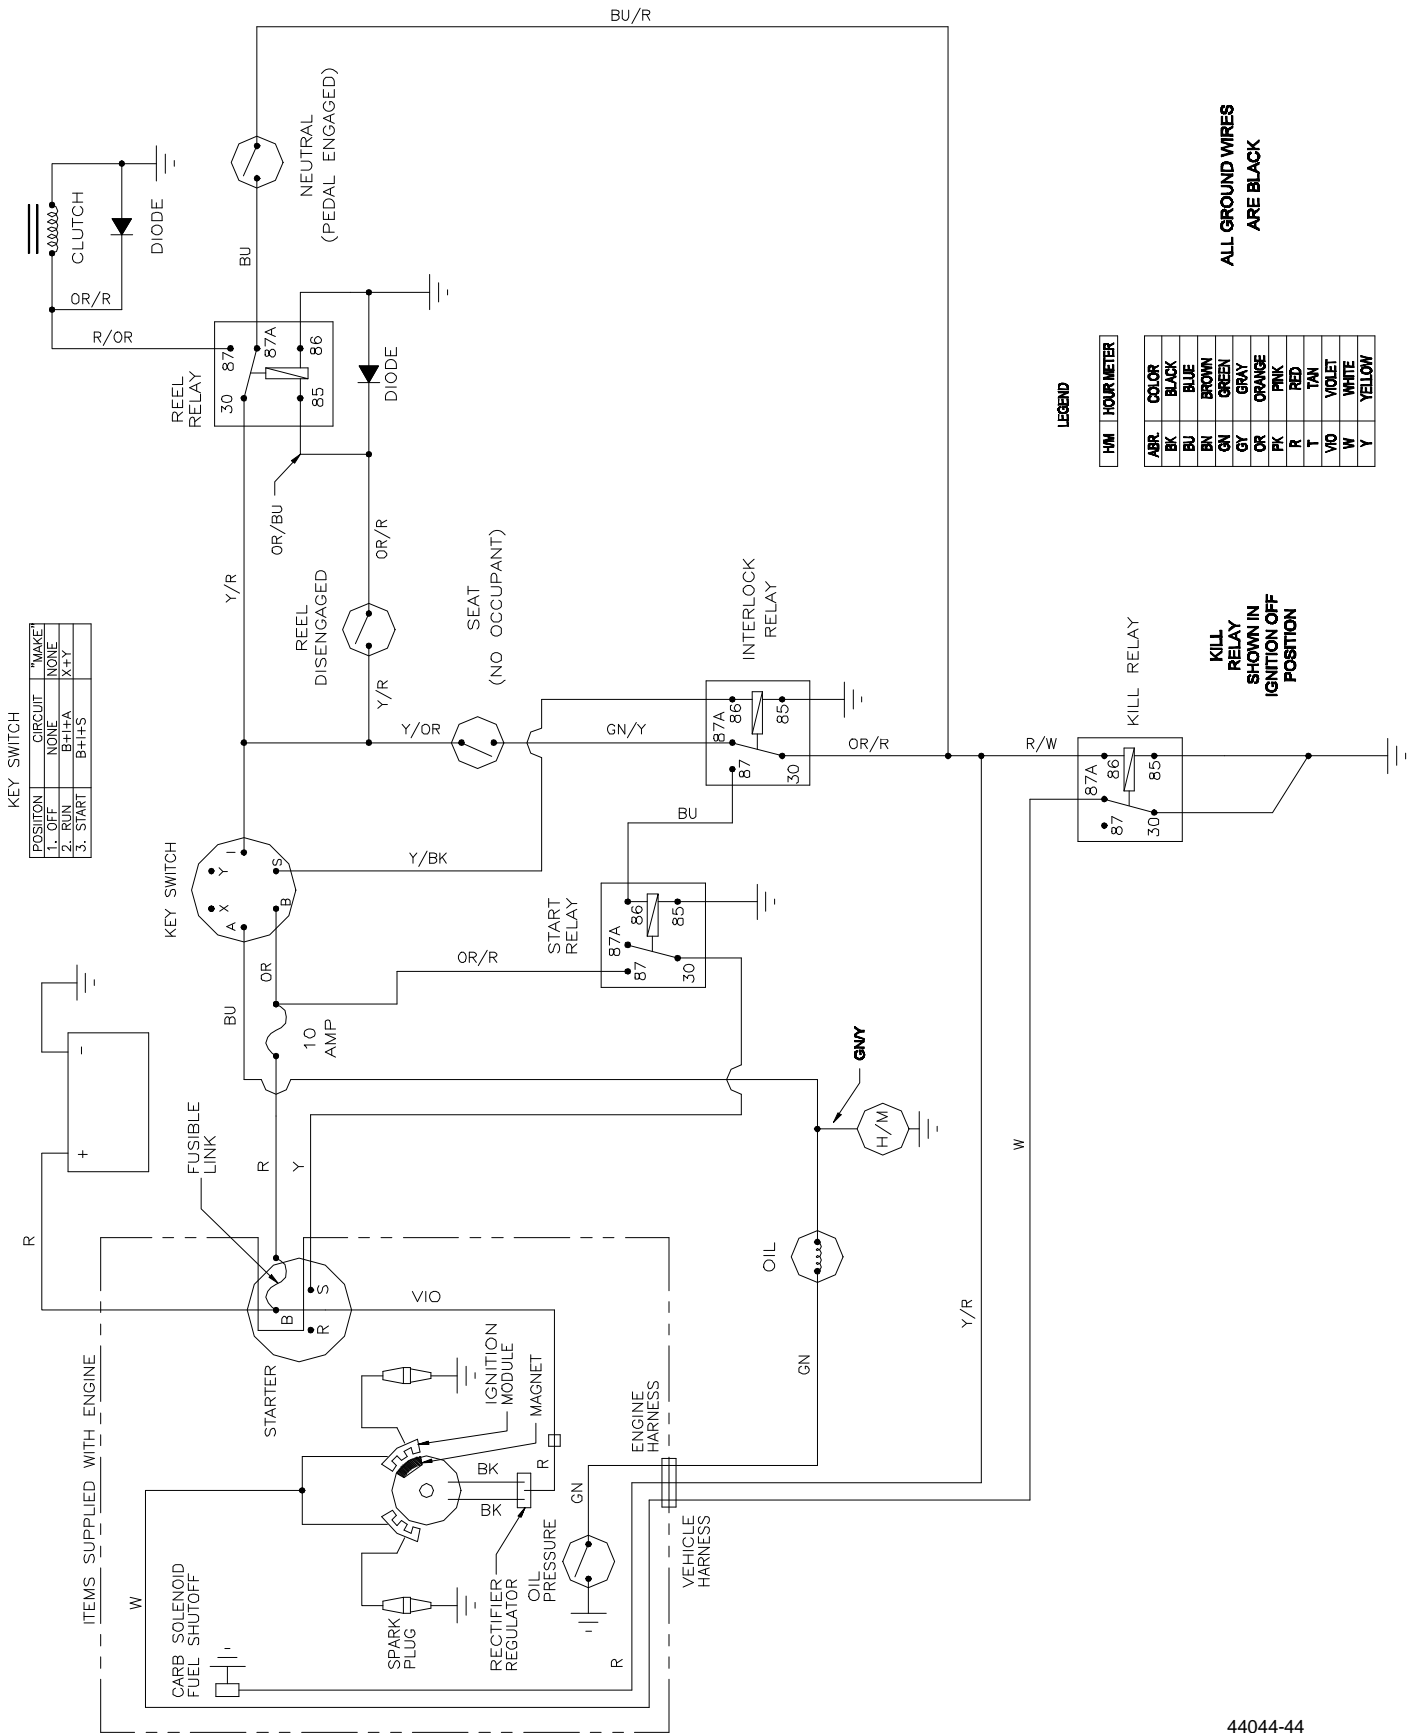 BU/R
NEUTRAL
(PEDAL ENGAGED)
CLUTCH
DIODE
OR/R
R/OR
BU
REEL
RELAY
87
87A
30
86
85
DIODE
OR/BU
OR/R
Y/R
REEL
DISENGAGED
Y/R
SEAT
(NO OCCUPANT)
Y/OR
GN/Y
INTERLOCK
RELAY
87A
86
85
87
30
OR/R
BU
Y/BK
KEY SWITCH
POSIITON CIRCUIT "MAKE"
1. OFF NONE NONE
2. RUN B+I+A X+Y
3. START B+I+S
KEY SWITCH
X
Y
I
S
A
B
OR
BU
10
AMP
OR/R
START
RELAY
87A
86
85
87
30
R/W
KILL RELAY
87A
86
85
87
30
KILL
RELAY
SHOWN IN
IGNITION OFF
POSITION
LEGEND
H/M HOUR METER
ABR. COLOR
BK BLACK
BU BLUE
BN BROWN
GN GREEN
GY GRAY
OR ORANGE
PK PINK
R RED
T TAN
VIO VIOLET
W WHITE
Y YELLOW
ALL GROUND WIRES
ARE BLACK
+
-
R
FUSIBLE
LINK
R
Y
GN/Y
H/M
OIL
GN
Y/R
W
ITEMS SUPPLIED WITH ENGINE
STARTER
B
R
S
VIO
IGNITION
MODULE
MAGNET
BK
BK
R
RECTIFIER
REGULATOR
SPARK
PLUG
W
CARB SOLENOID
FUEL SHUTOFF
R
OIL
PRESSURE
GN
ENGINE
HARNESS
VEHICLE
HARNESS
44044-44